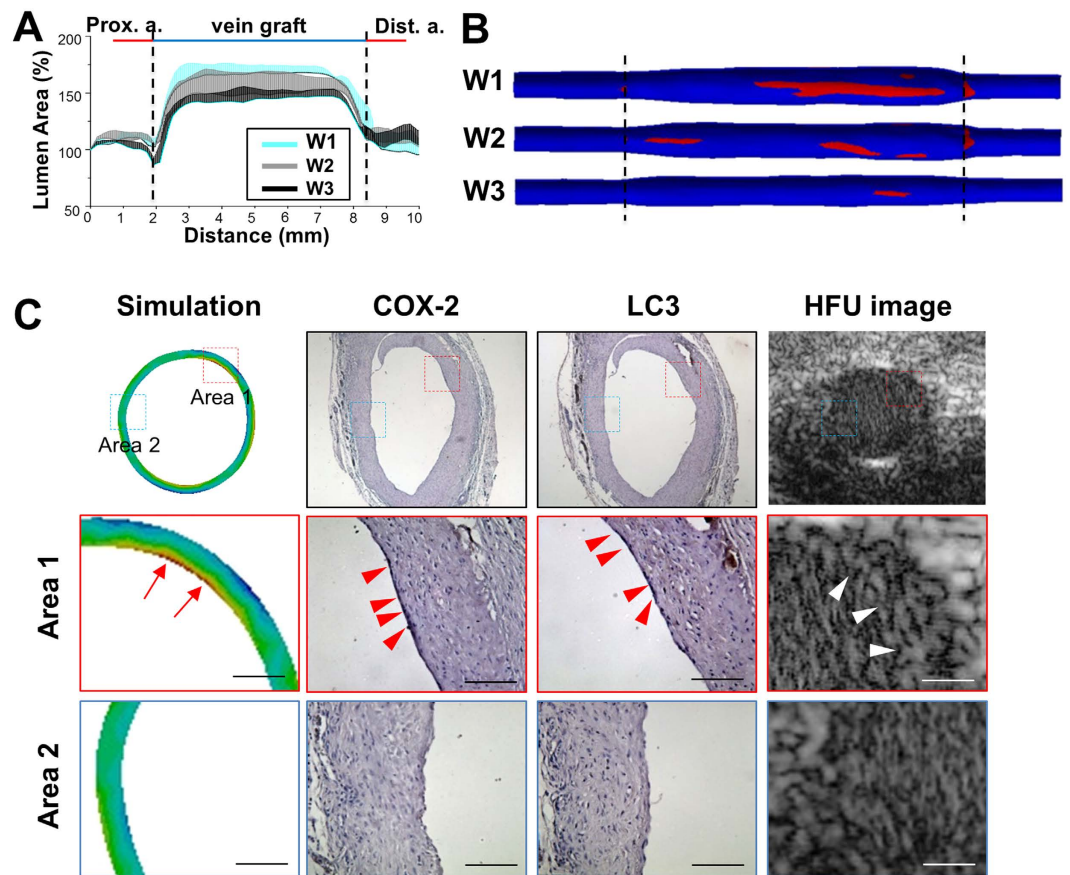 A
Prox. a.
vein graft
Dist. a.
Lumen Area (%)
200
150
100
50
W1
W2
W3
0 1 2 3 4 5 6 7 8 9 10
Distance (mm)
B
W1
W2
W3
C
Simulation
COX-2
LC3
HFU image
Area 1
Area 2
Area 1
Area 2